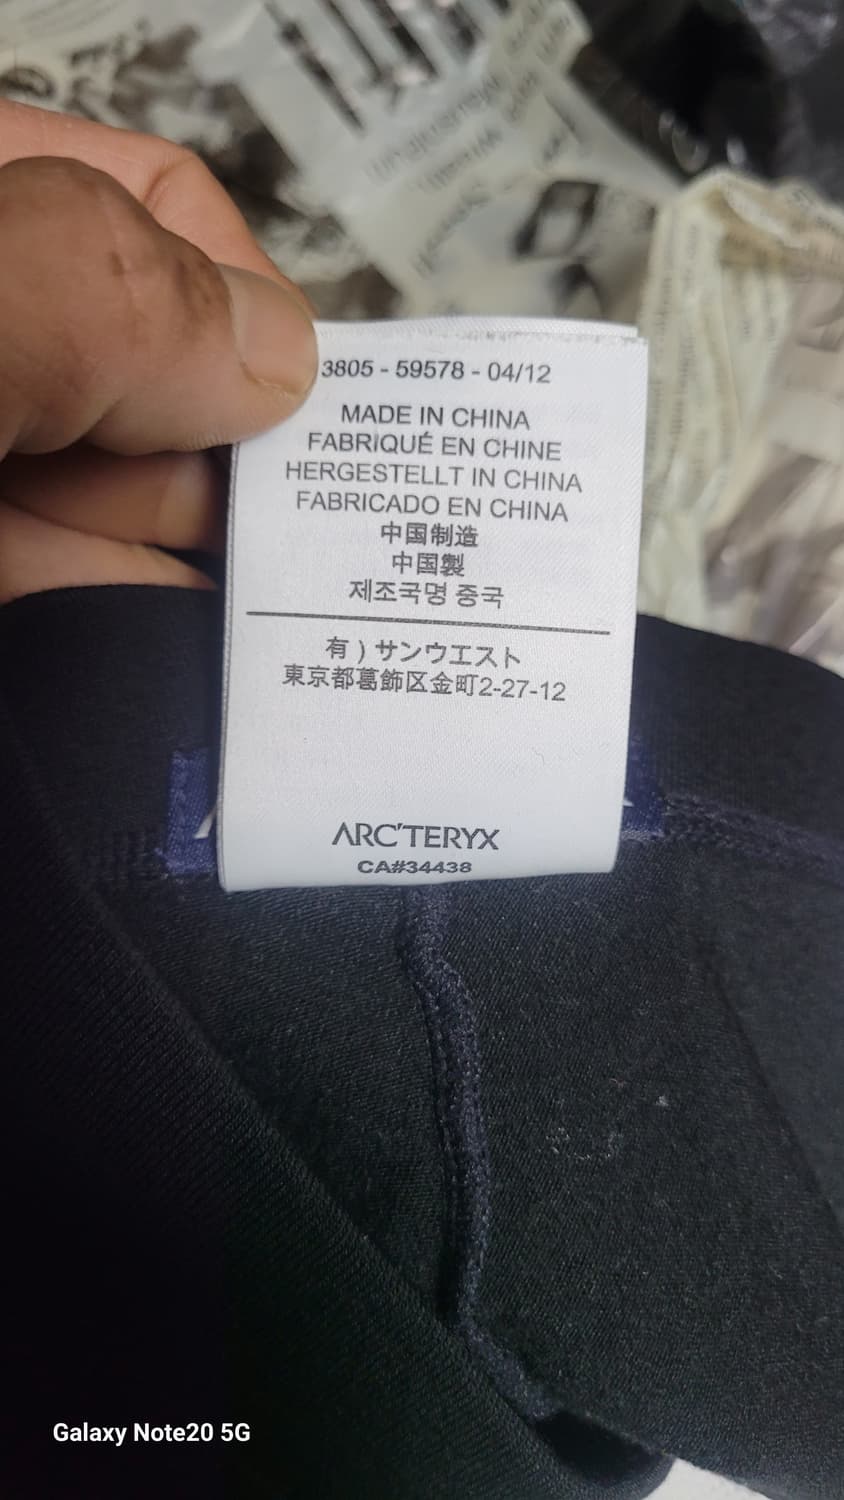 3805 - 59578 - 04/12
MADE IN CHINA
FABRIQUÉ EN CHINE
HERGESTELLT IN CHINA
FABRICADO EN CHINA
中国制造
中国製
제조국명 중국
有 ) サンウエスト
東京都葛飾区金町2-27-12
ARC'TERYX
CA#34438
Galaxy Note20 5G